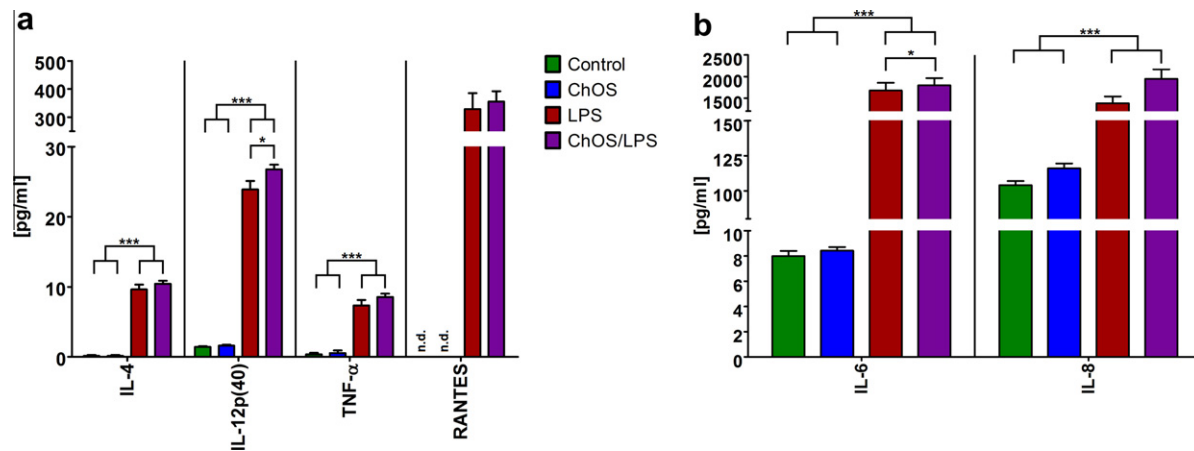 a
[pg/ml]
500
400
300
30
20
10
0
***
***
*
***
n.d.
n.d.
IL-4
IL-12p(40)
TNF-α
RANTES
Control
ChOS
LPS
ChOS/LPS
b
[pg/ml]
2500
2000
1500
150
125
100
8
6
4
2
0
***
*
***
IL-6
IL-8